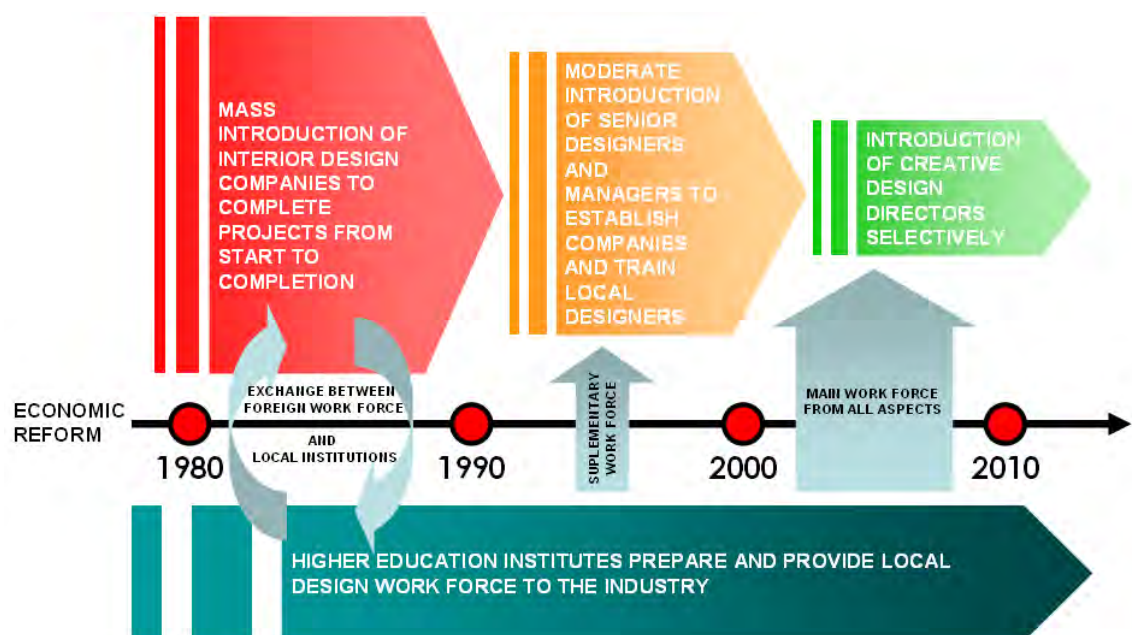 MASS
INTRODUCTION OF
INTERIOR DESIGN
COMPANIES TO
COMPLETE
PROJECTS FROM
START TO
COMPLETION
MODERATE
INTRODUCTION
OF SENIOR
DESIGNERS
AND
MANAGERS TO
ESTABLISH
COMPANIES
AND TRAIN
LOCAL
DESIGNERS
INTRODUCTION
OF CREATIVE
DESIGN
DIRECTORS
SELECTIVELY
EXCHANGE BETWEEN
FOREIGN WORK FORCE
AND
LOCAL INSTITUTIONS
SUPLEMENTARY
WORK FORCE
MAIN WORK FORCE
FROM ALL ASPECTS
ECONOMIC
REFORM
1980
1990
2000
2010
HIGHER EDUCATION INSTITUTES PREPARE AND PROVIDE LOCAL
DESIGN WORK FORCE TO THE INDUSTRY